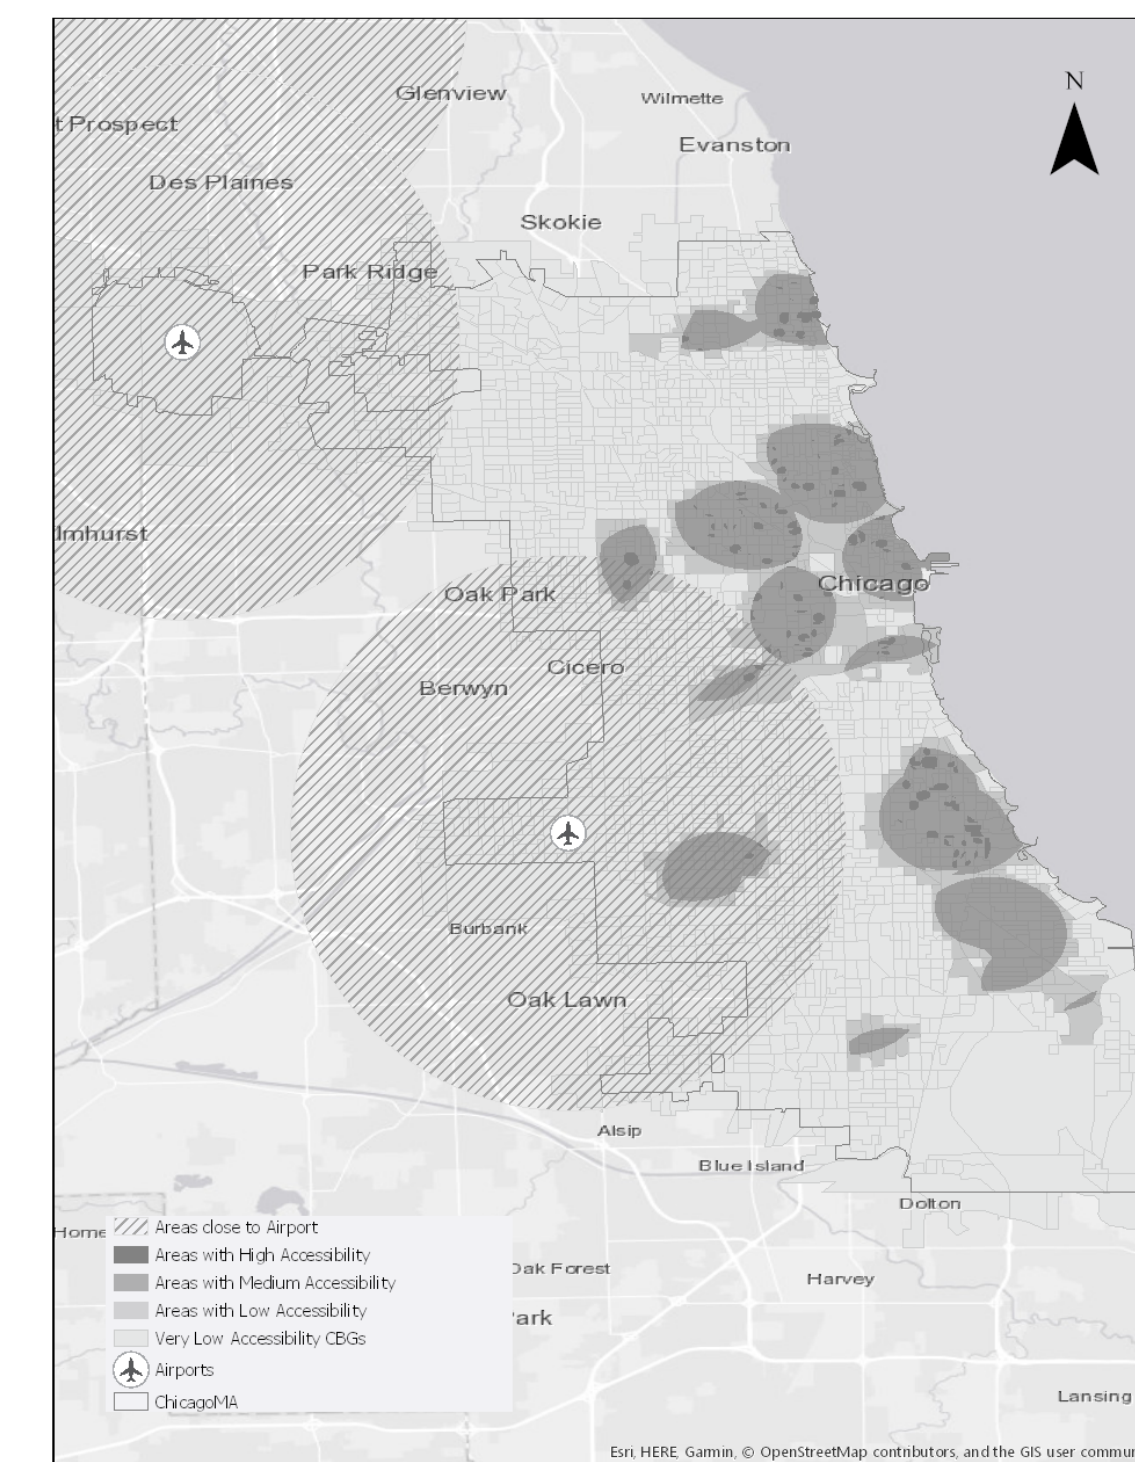 N
Glenview
Wilmette
t Prospect
Evanston
Des Plaines
Skokie
Park Ridge
lmhurst
Chicago
Oak Park
Cicero
Berwyn
Burbank
Oak Lawn
Alsip
Blue Island
Dolton
Home
Areas close to Airport
Areas with High Accessibility
Areas with Medium Accessibility
Areas with Low Accessibility
Very Low Accessibility CBGs
Airports
ChicagoMA
Oak Forest
Harvey
Park
Lansing
Esri, HERE, Garmin, © OpenStreetMap contributors, and the GIS user commun